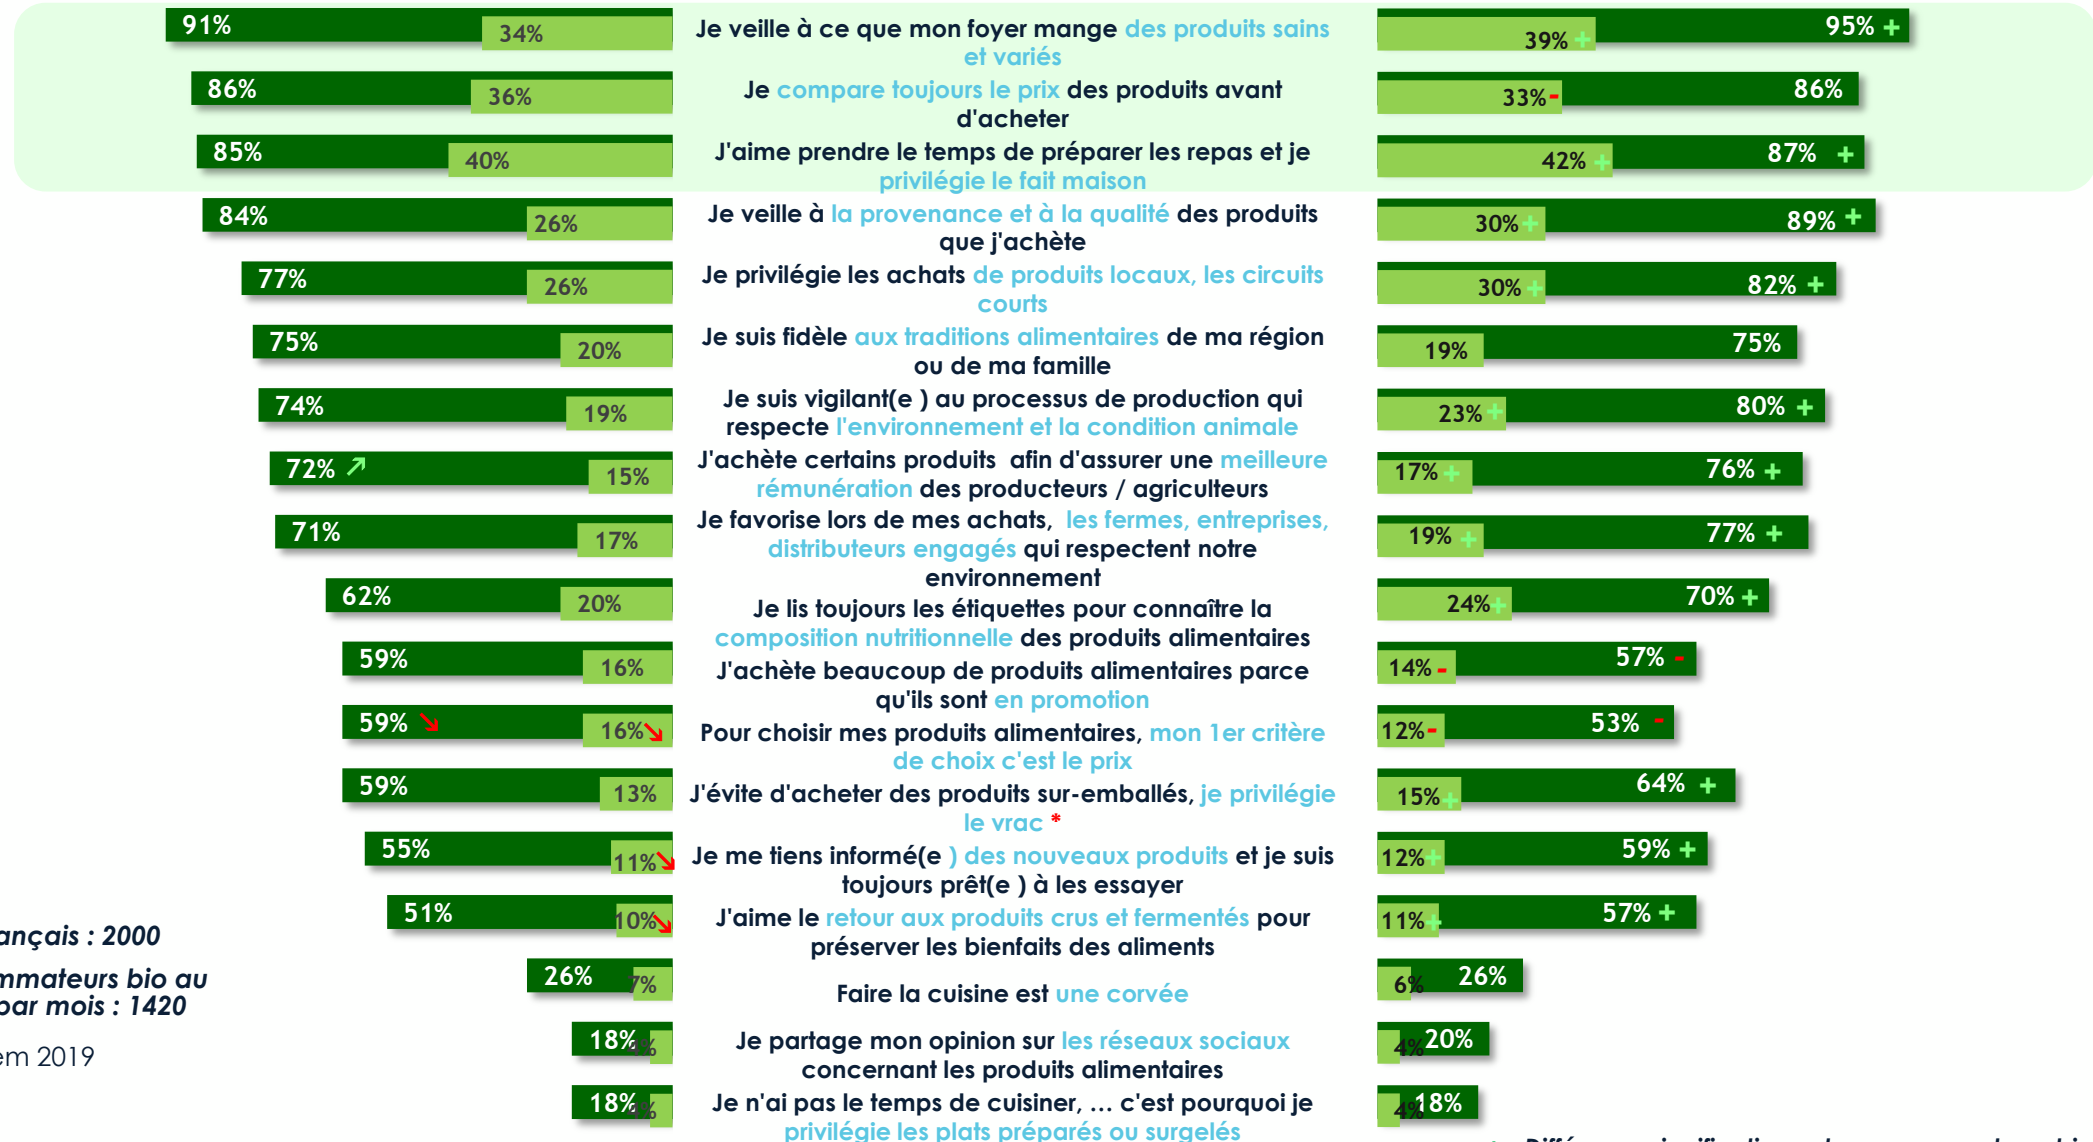 91% 34% Je veille à ce que mon foyer mange des produits sains 39% + 95% +
et variés
86% 36% Je compare toujours le prix des produits avant 33% - 86%
d'acheter
85% 40% J'aime prendre le temps de préparer les repas et je 42% + 87% +
privilégie le fait maison
84% 26% Je veille à la provenance et à la qualité des produits 30% + 89% +
que j'achète
77% 26% Je privilégie les achats de produits locaux, les circuits 30% + 82% +
courts
75% 20% Je suis fidèle aux traditions alimentaires de ma région 19% 75%
ou de ma famille
74% 19% Je suis vigilant(e ) au processus de production qui 23% + 80% +
respecte l'environnement et la condition animale
72% ↗ 15% J'achète certains produits afin d'assurer une meilleure 17% + 76% +
rémunération des producteurs / agriculteurs
71% 17% Je favorise lors de mes achats, les fermes, entreprises, 19% + 77% +
distributeurs engagés qui respectent notre
environnement
62% 20% Je lis toujours les étiquettes pour connaître la 24% + 70% +
composition nutritionnelle des produits alimentaires
59% 16% J'achète beaucoup de produits alimentaires parce 14% - 57% -
qu'ils sont en promotion
59% ↘ 16% ↘ Pour choisir mes produits alimentaires, mon 1er critère 12% - 53% -
de choix c'est le prix
59% 13% J'évite d'acheter des produits sur-emballés, je privilégie 15% + 64% +
le vrac *
55% 11% ↘ Je me tiens informé(e ) des nouveaux produits et je suis 12% + 59% +
toujours prêt(e ) à les essayer
51% 10% ↘ J'aime le retour aux produits crus et fermentés pour 11% + 57% +
préserver les bienfaits des aliments
26% 7% Faire la cuisine est une corvée 6% 26%
18% 4% Je partage mon opinion sur les réseaux sociaux 4% 20%
concernant les produits alimentaires
18% 4% Je n'ai pas le temps de cuisiner, ... c'est pourquoi je 4% 18%
privilégie les plats préparés ou surgelés
ançais : 2000
mmateurs bio au
par mois : 1420
em 2019